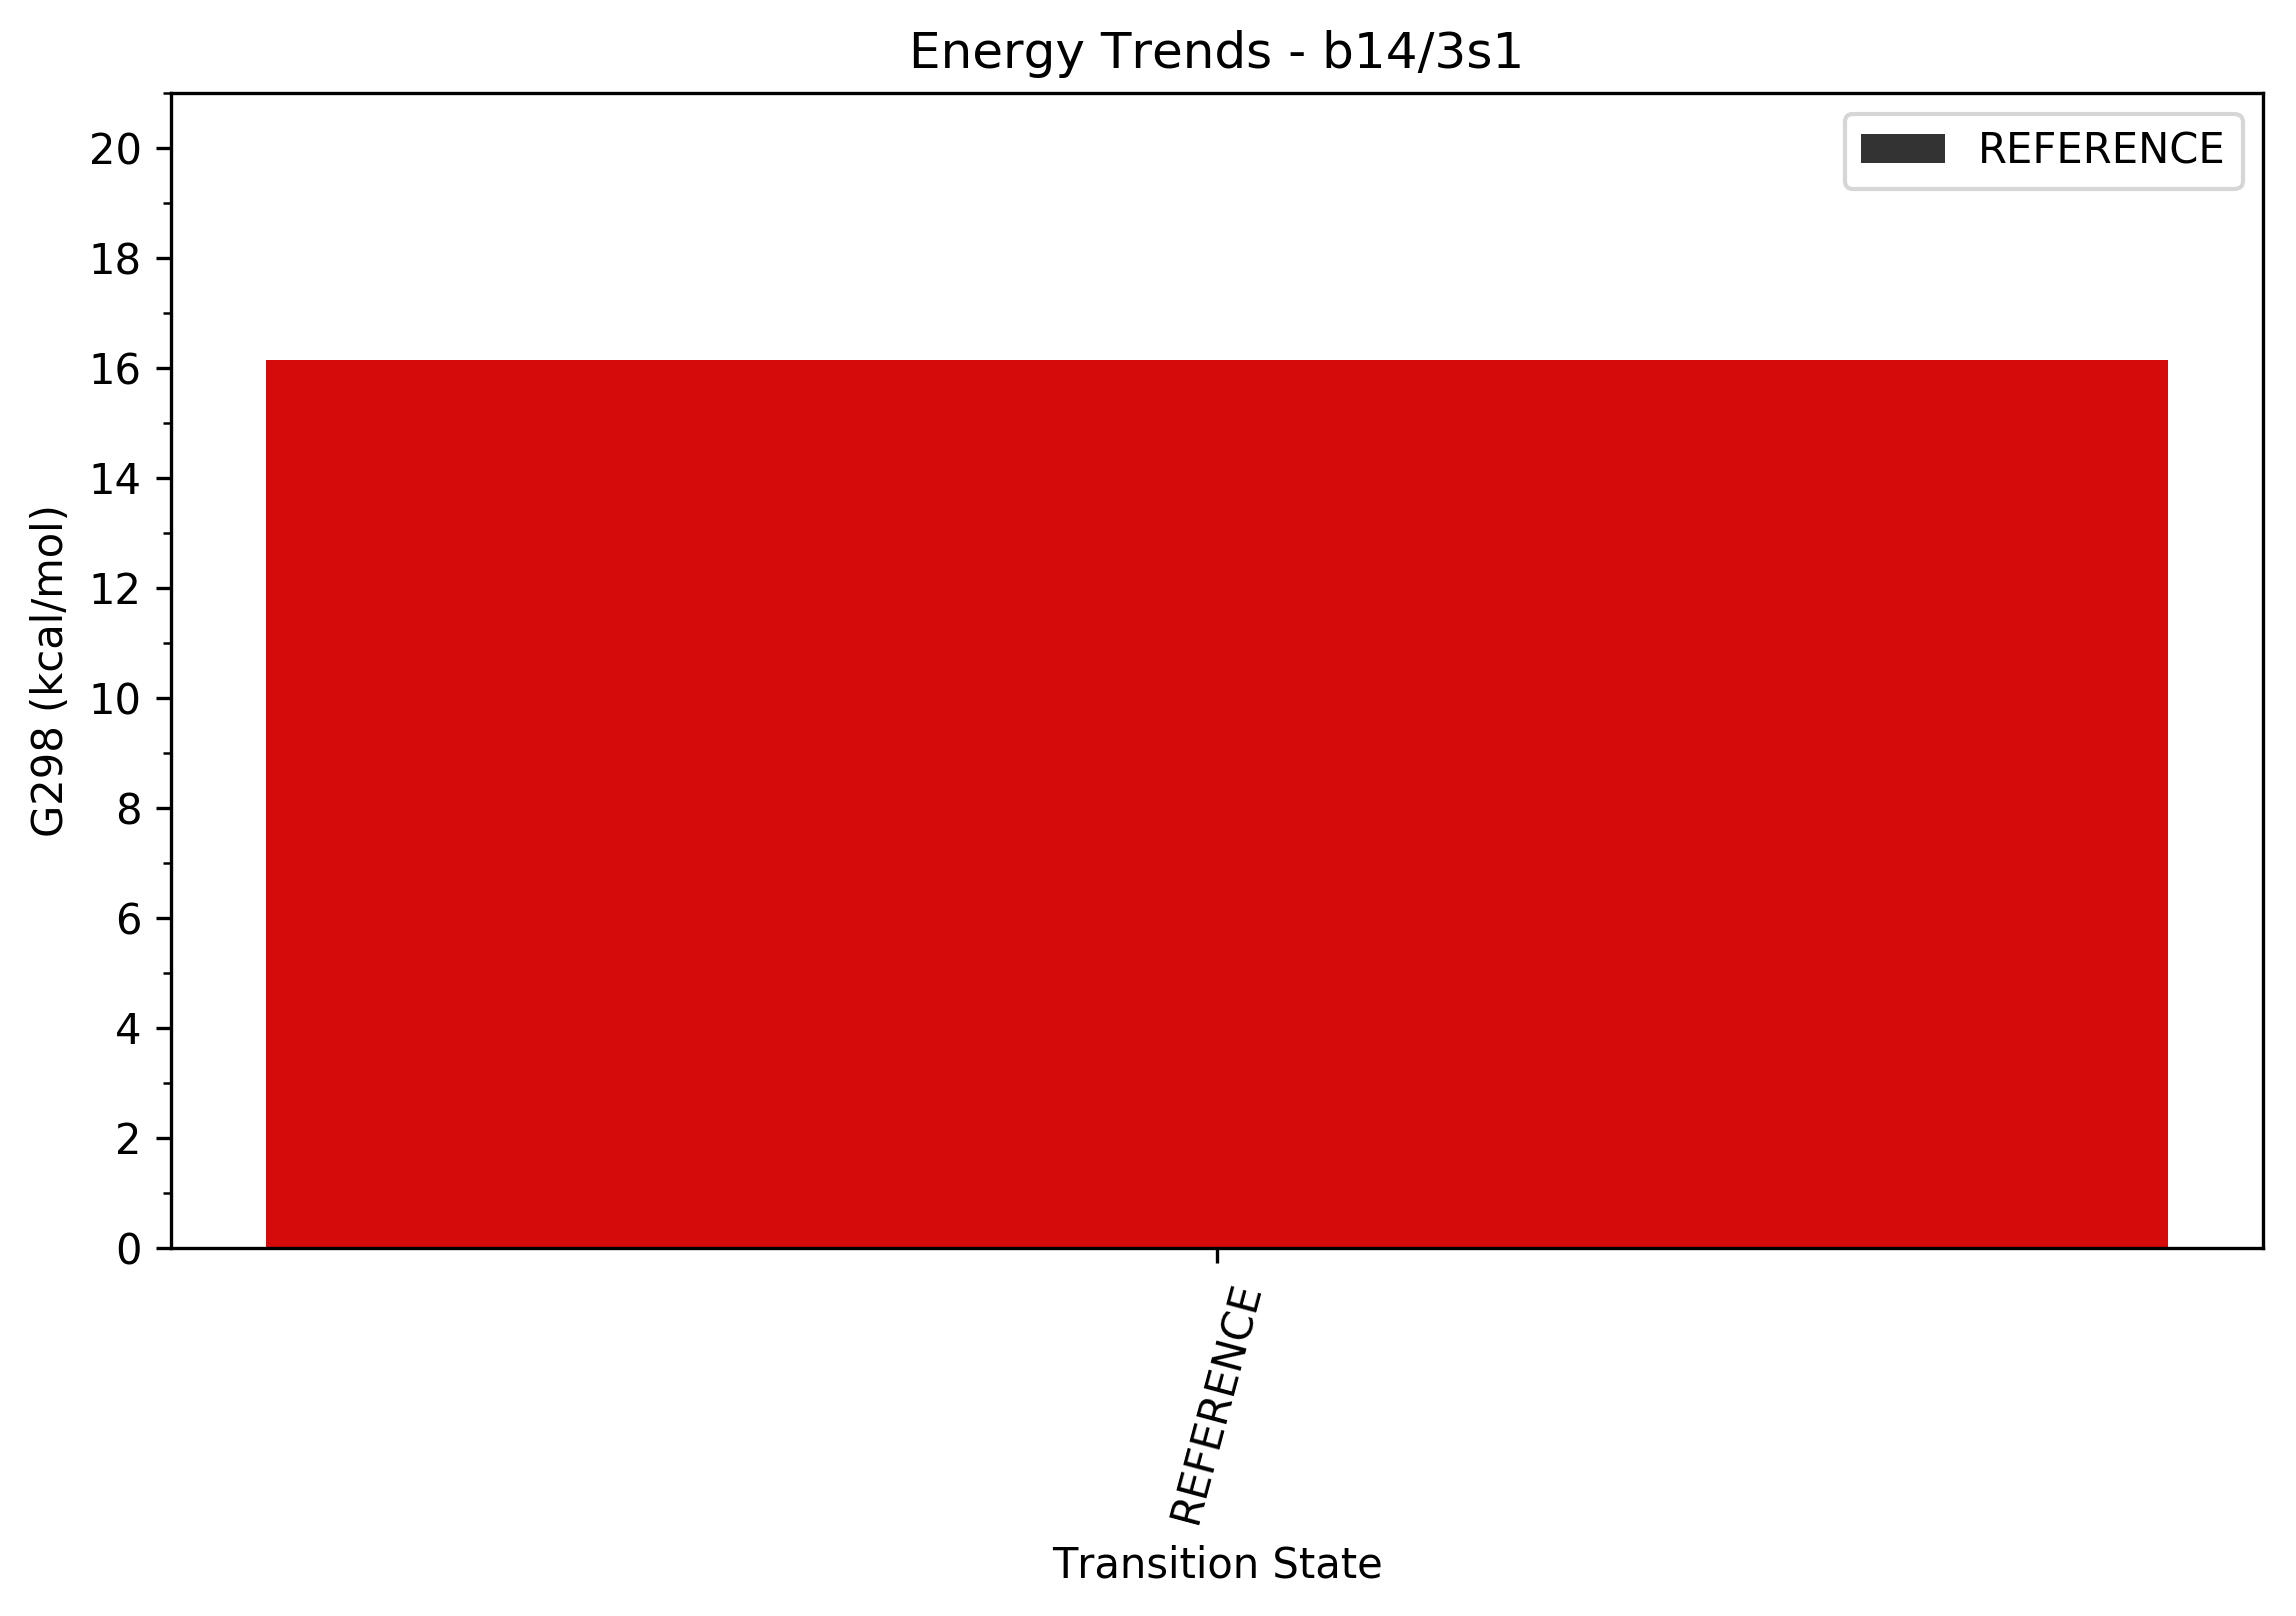 Energy Trends - b14/3s1
REFERENCE
G298 (kcal/mol)
20
18
16
14
12
10
8
6
4
2
0
REFERENCE
Transition State